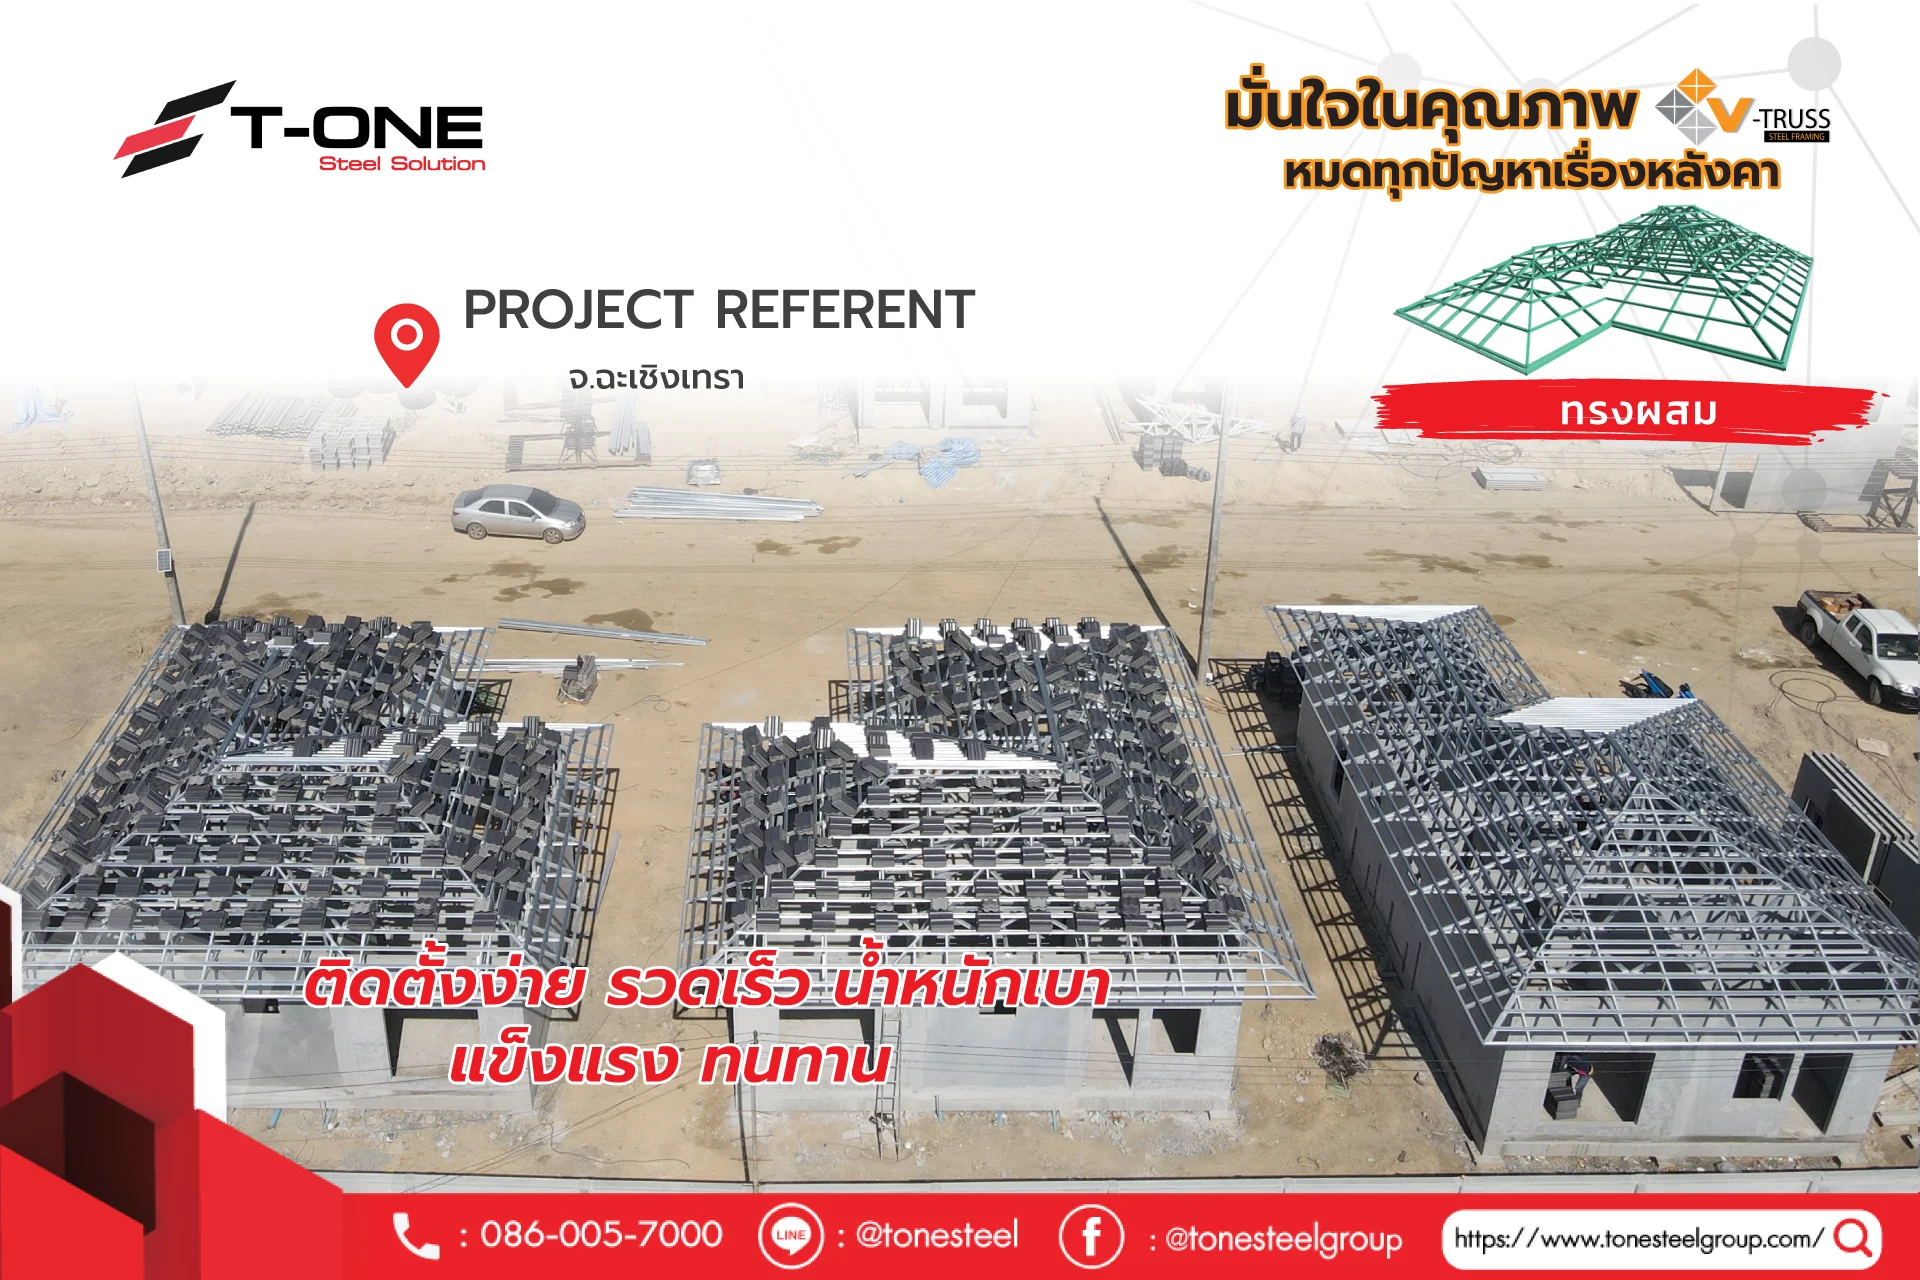 T-ONE
Steel Solution
มั่นใจในคุณภาพ V-TRUSS
STEEL FRAMING
หมดทุกปัญหาเรื่องหลังคา
PROJECT REFERENT
จ.ฉะเชิงเทรา
ทรงผสม
ติดตั้งง่าย รวดเร็ว น้ำหนักเบา
แข็งแรง ทนทาน
: 086-005-7000 LINE : @tonesteel : @tonesteelgroup https://www.tonesteelgroup.com/